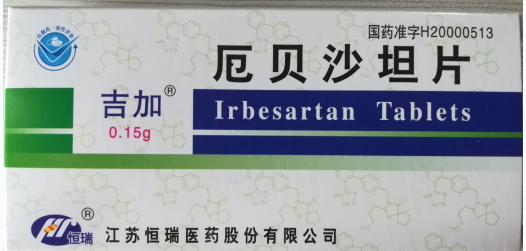 国药准字H20000513
厄贝沙坦片
吉加®
0.15g
Irbesartan Tablets
恒瑞®
江苏恒瑞医药股份有限公司